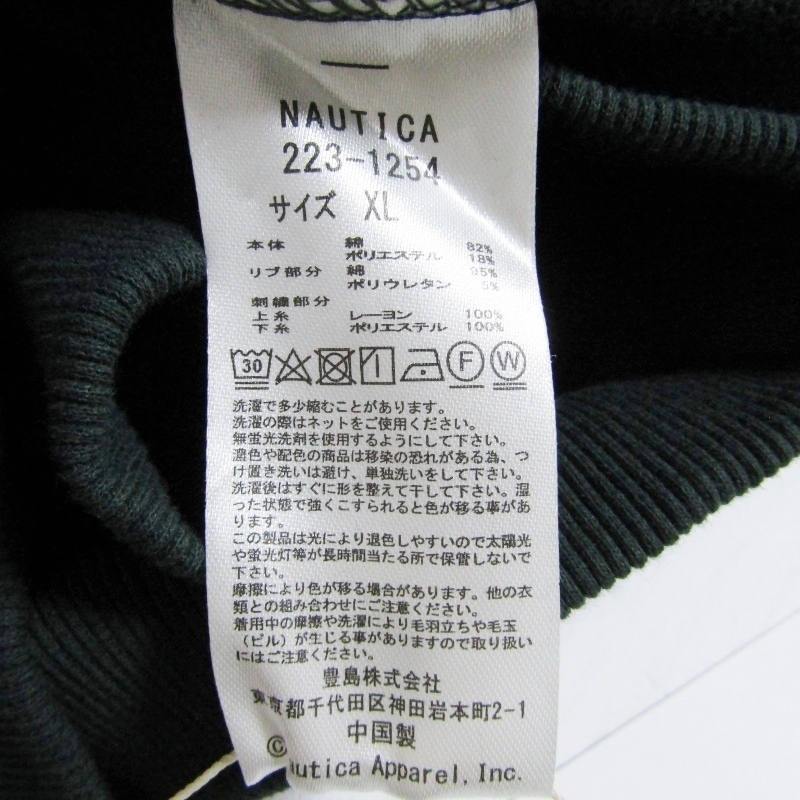 NAUTICA
223-1254
サイズ XL
本体 綿 82%
ポリエステル 18%
リブ部分 綿 95%
ポリウレタン 5%
刺繍部分
上糸 レーヨン 100%
下糸 ポリエステル 100%
30 F W
洗濯で多少縮むことがあります。
洗濯の際はネットをご使用ください。
無蛍光洗剤を使用するようにして下さい。
濃色や配色の商品は移染の恐れがある為、つ
け置き洗いは避け、単独洗いをして下さい。
洗濯後はすぐに形を整えて干して下さい。湿
った状態で強くこすられると色が移る事があ
ります。
この製品は光により退色しやすいので太陽光
や蛍光灯等が長時間当たる所で保管しないで
下さい。
摩擦により色が移る場合があります。他の衣
類との組み合わせにご注意ください。
着用中の摩擦や洗濯により毛羽立ちや毛玉
（ピル）が生じる事がありますので取り扱い
にはご注意ください。
豊島株式会社
東京都千代田区神田岩本町2-1
中国製
© autica Apparel, Inc.